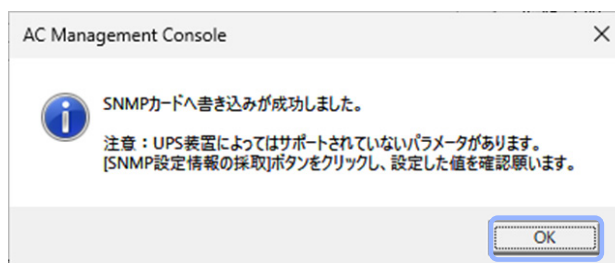 AC Management Console
SNMPカードへ書き込みが成功しました。
注意：UPS装置によってはサポートされていないパラメータがあります。
[SNMP設定情報の採取]ボタンをクリックし、設定した値を確認願います。
OK